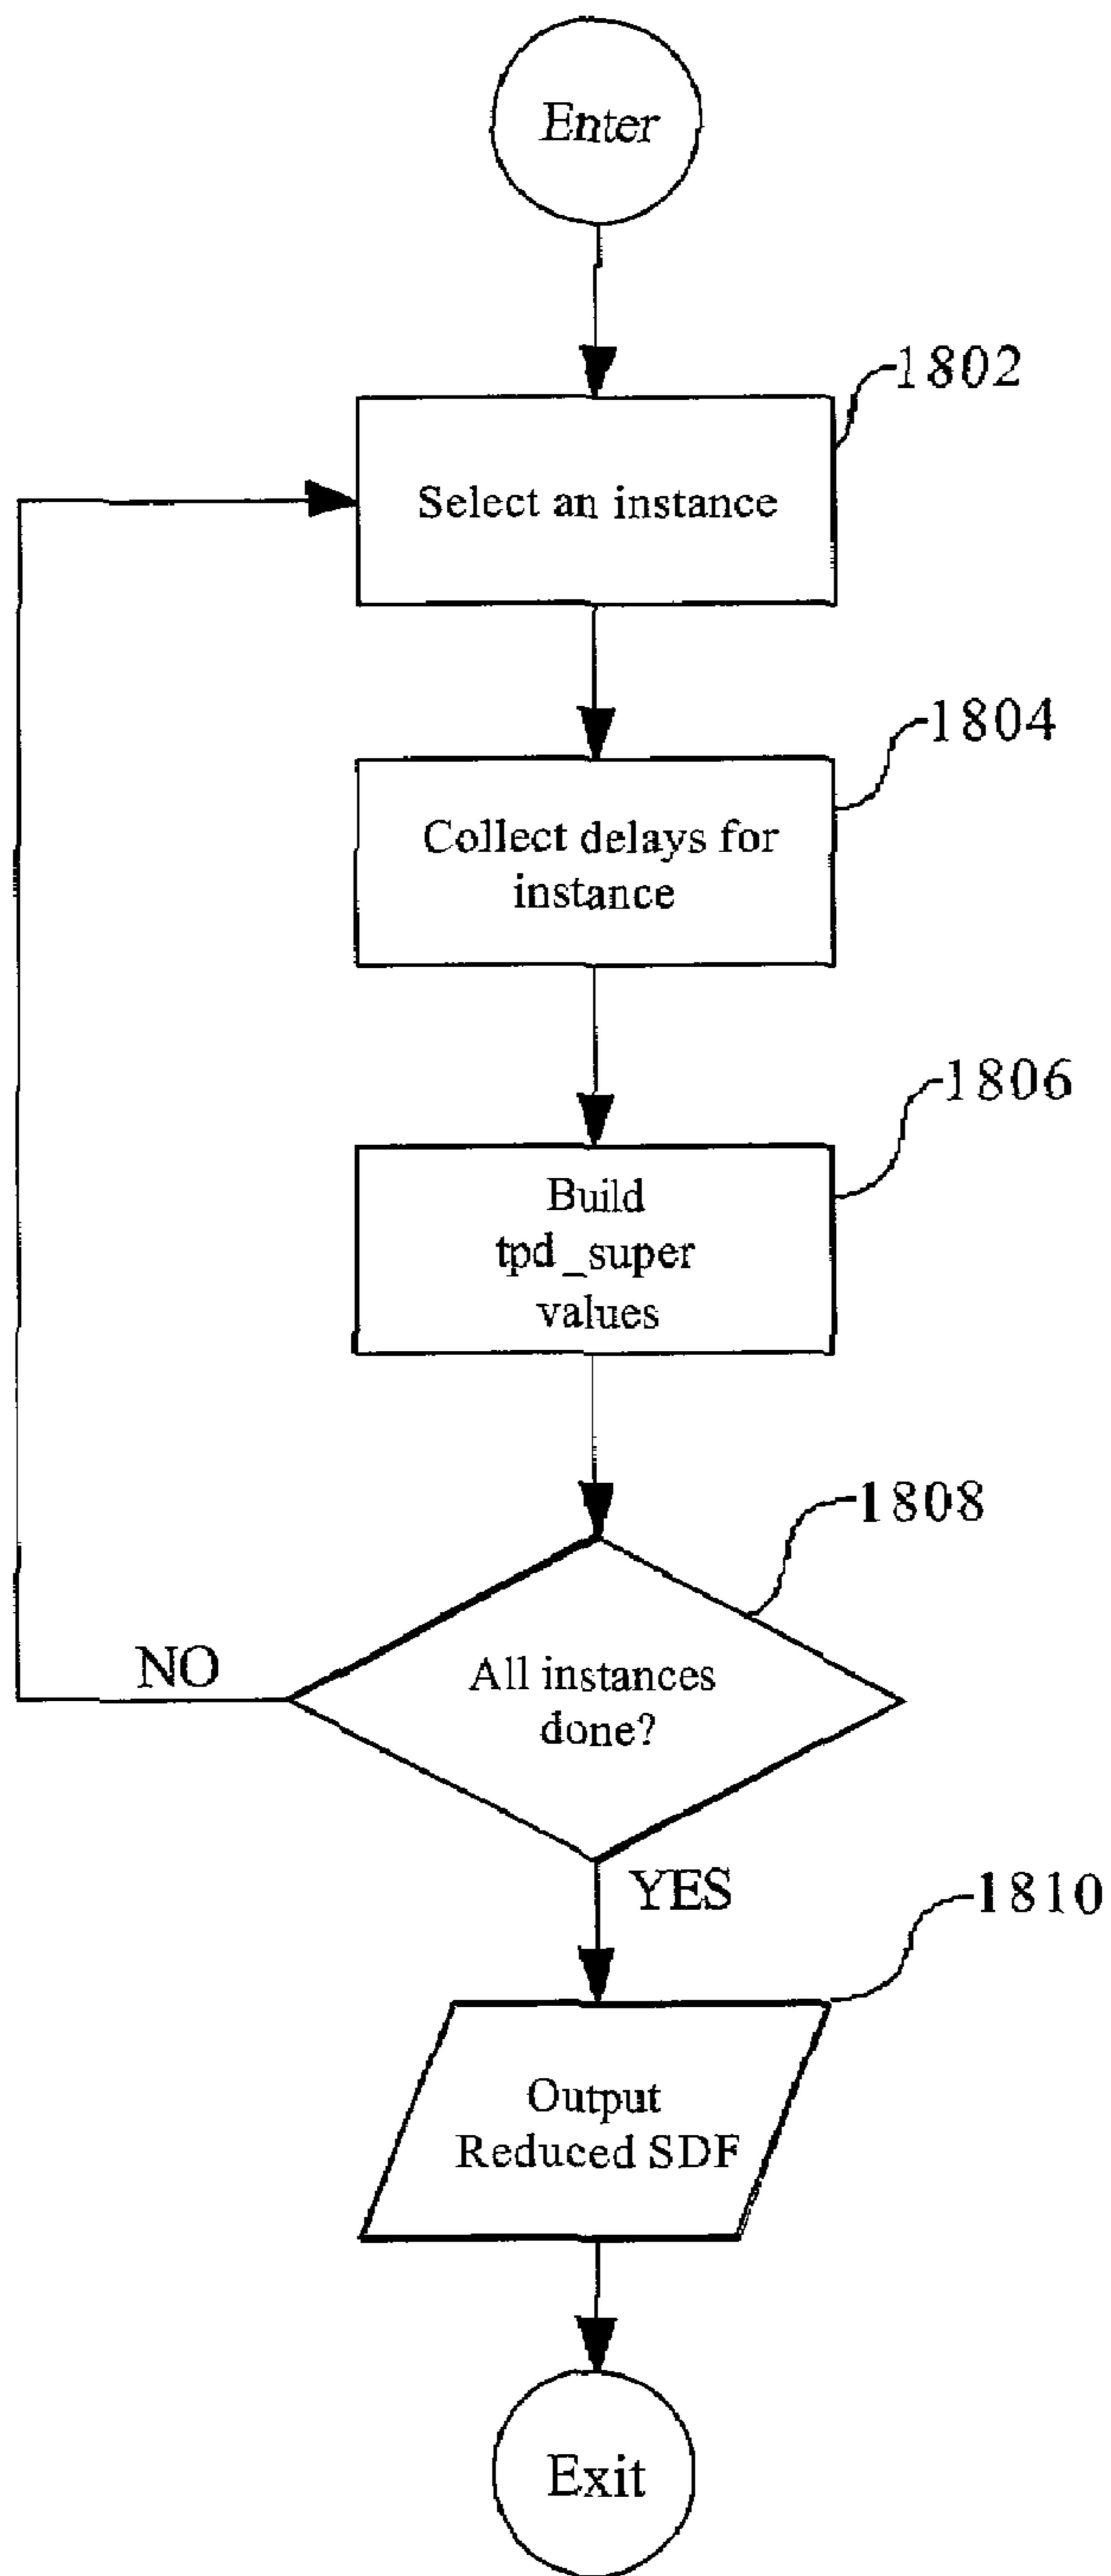 Enter
1802
Select an instance
1804
Collect delays for
instance
1806
Build
tpd_super
values
1808
NO
All instances
done?
YES
1810
Output
Reduced SDF
Exit